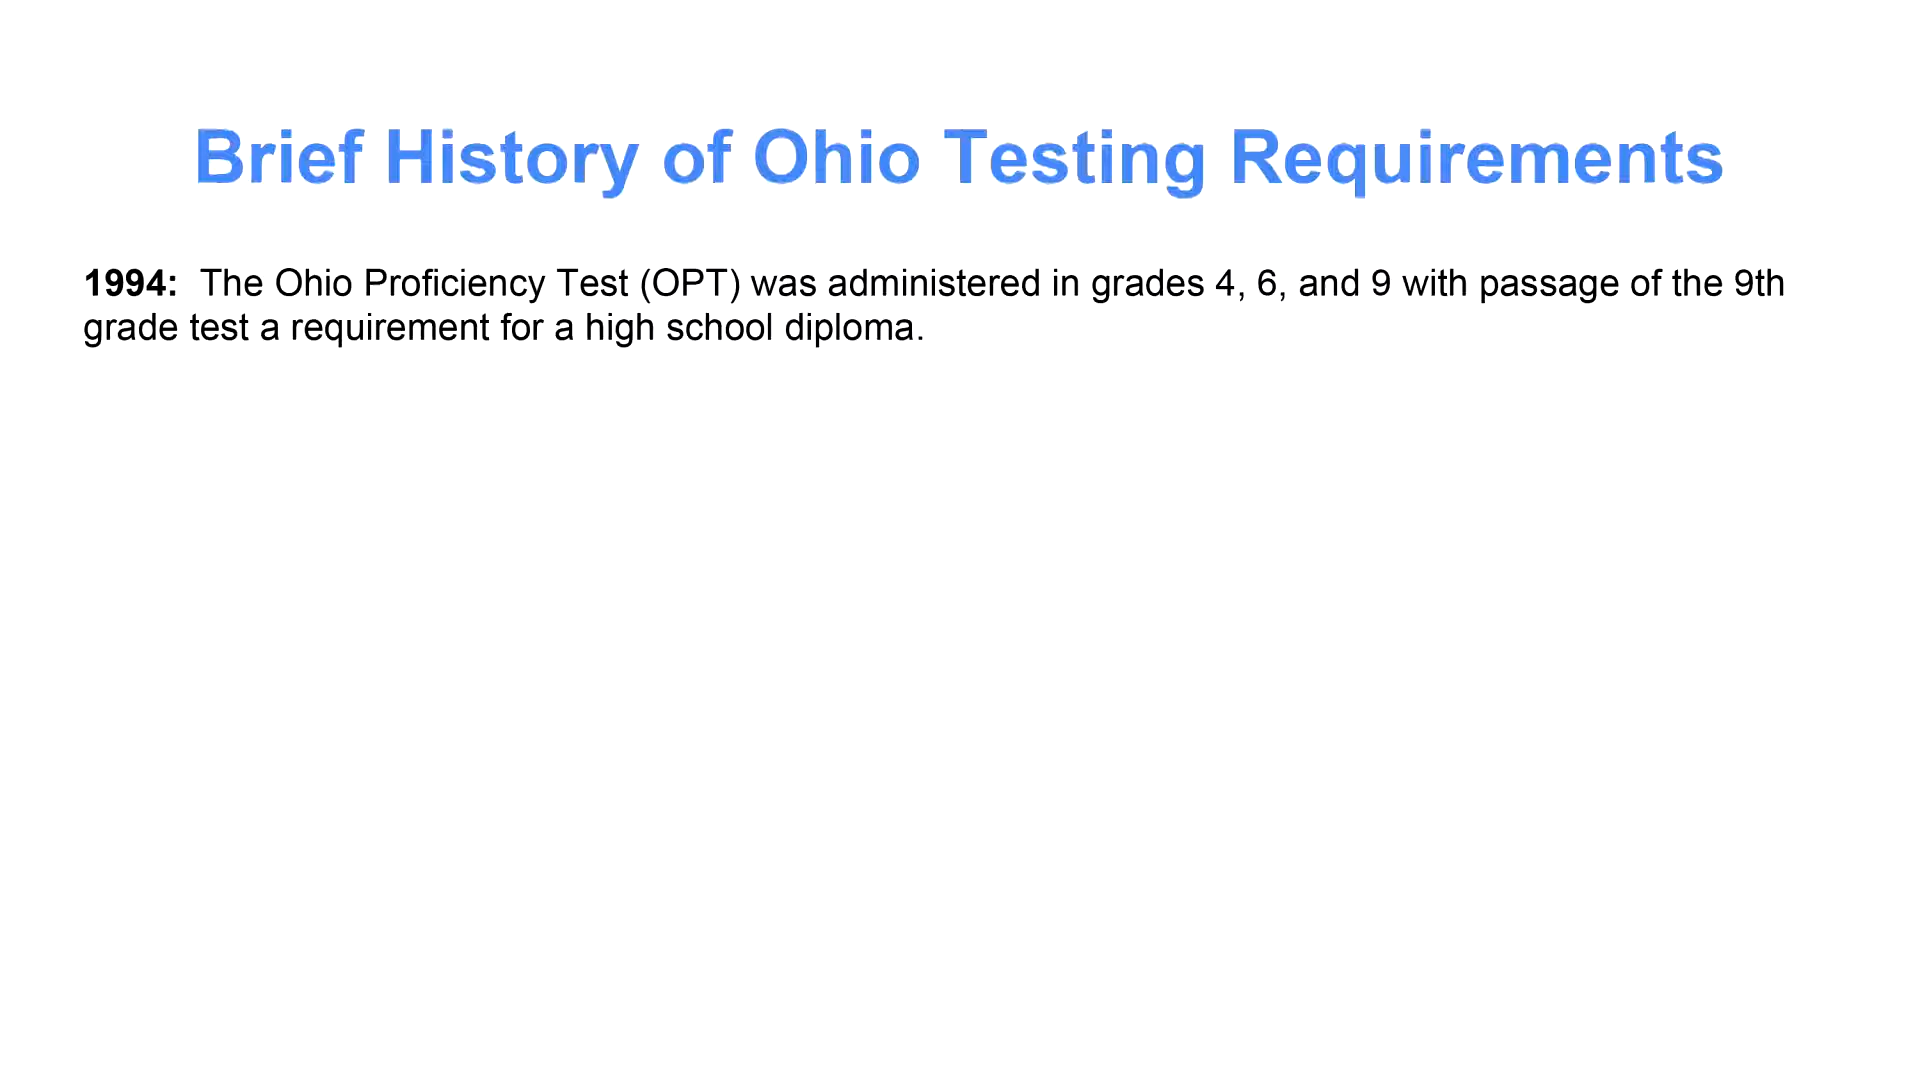 Brief History of Ohio Testing Requirements
1994:  The Ohio Proficiency Test (OPT) was administered in grades 4, 6, and 9 with passage of the 9th
grade test a requirement for a high school diploma.